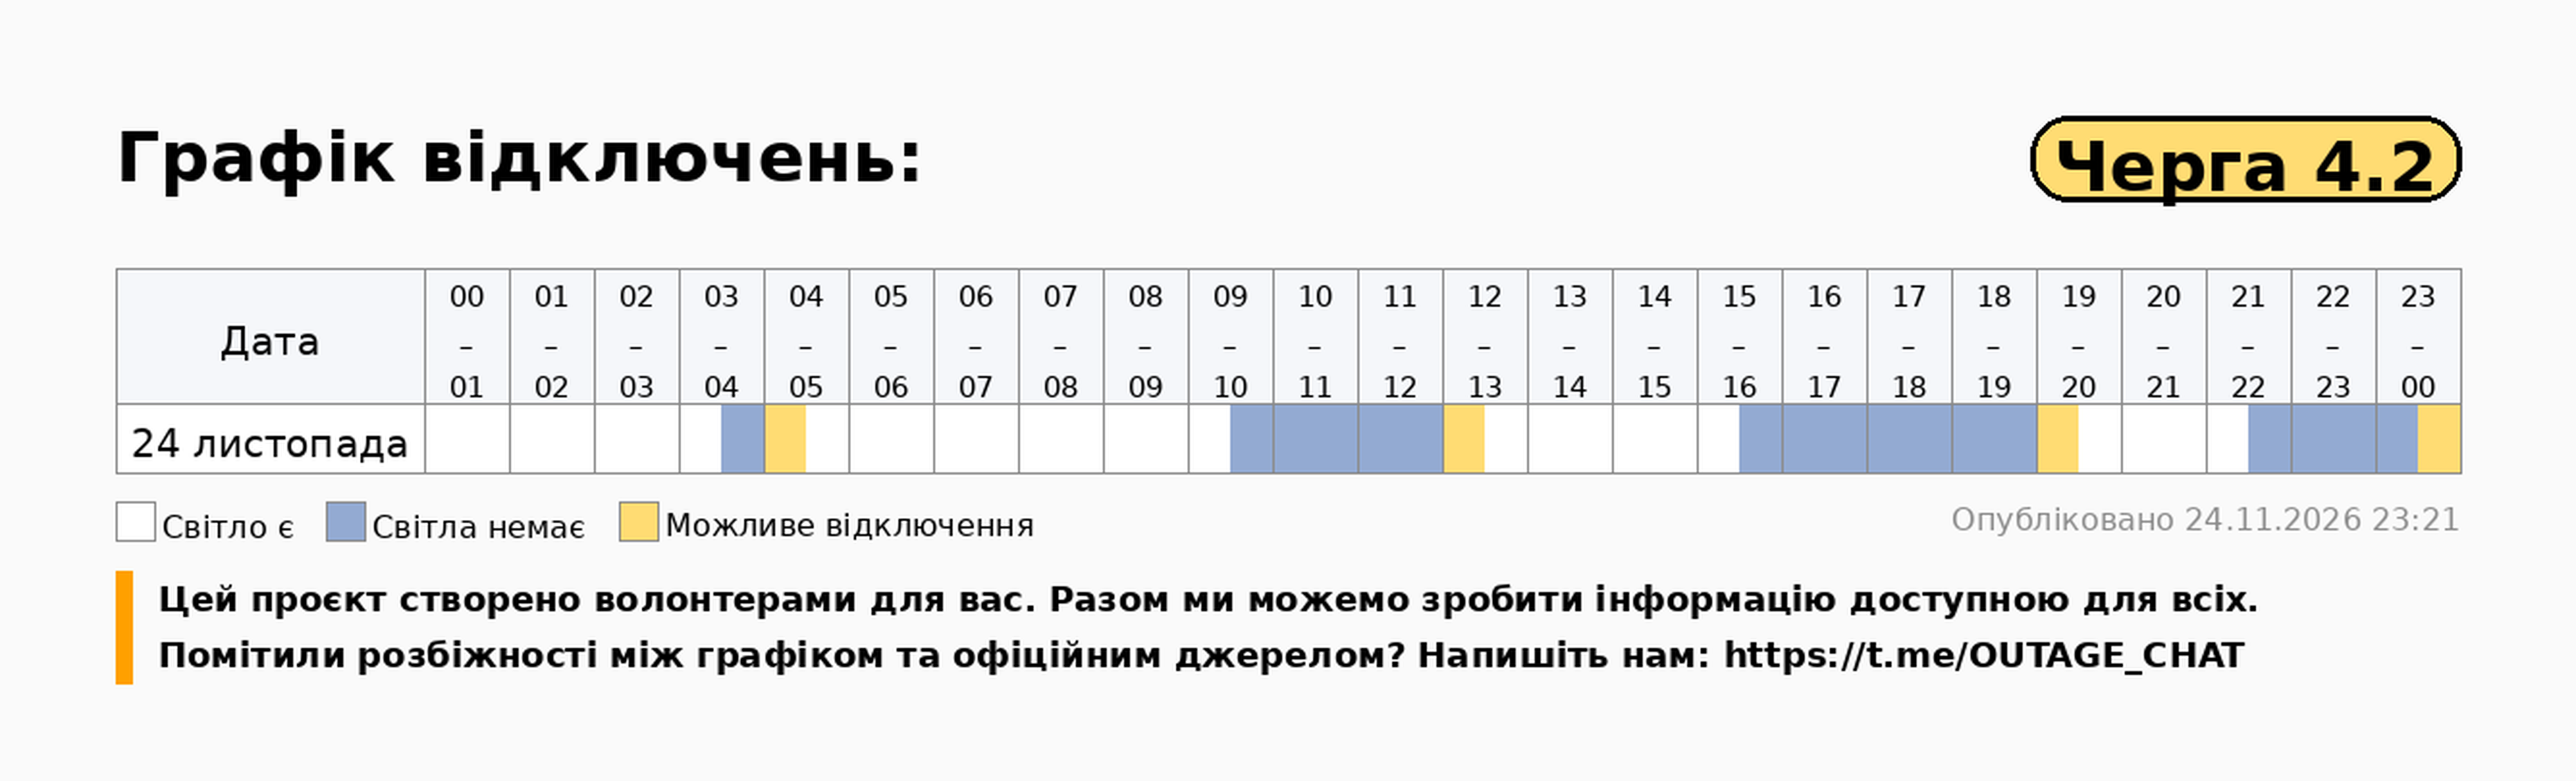 Графік відключень:
Черга 4.2
Дата
00 – 01
01 – 02
02 – 03
03 – 04
04 – 05
05 – 06
06 – 07
07 – 08
08 – 09
09 – 10
10 – 11
11 – 12
12 – 13
13 – 14
14 – 15
15 – 16
16 – 17
17 – 18
18 – 19
19 – 20
20 – 21
21 – 22
22 – 23
23 – 00
24 листопада
Світло є
Світла немає
Можливе відключення
Опубліковано 24.11.2026 23:21
Цей проєкт створено волонтерами для вас. Разом ми можемо зробити інформацію доступною для всіх.
Помітили розбіжності між графіком та офіційним джерелом? Напишіть нам: https://t.me/OUTAGE_CHAT